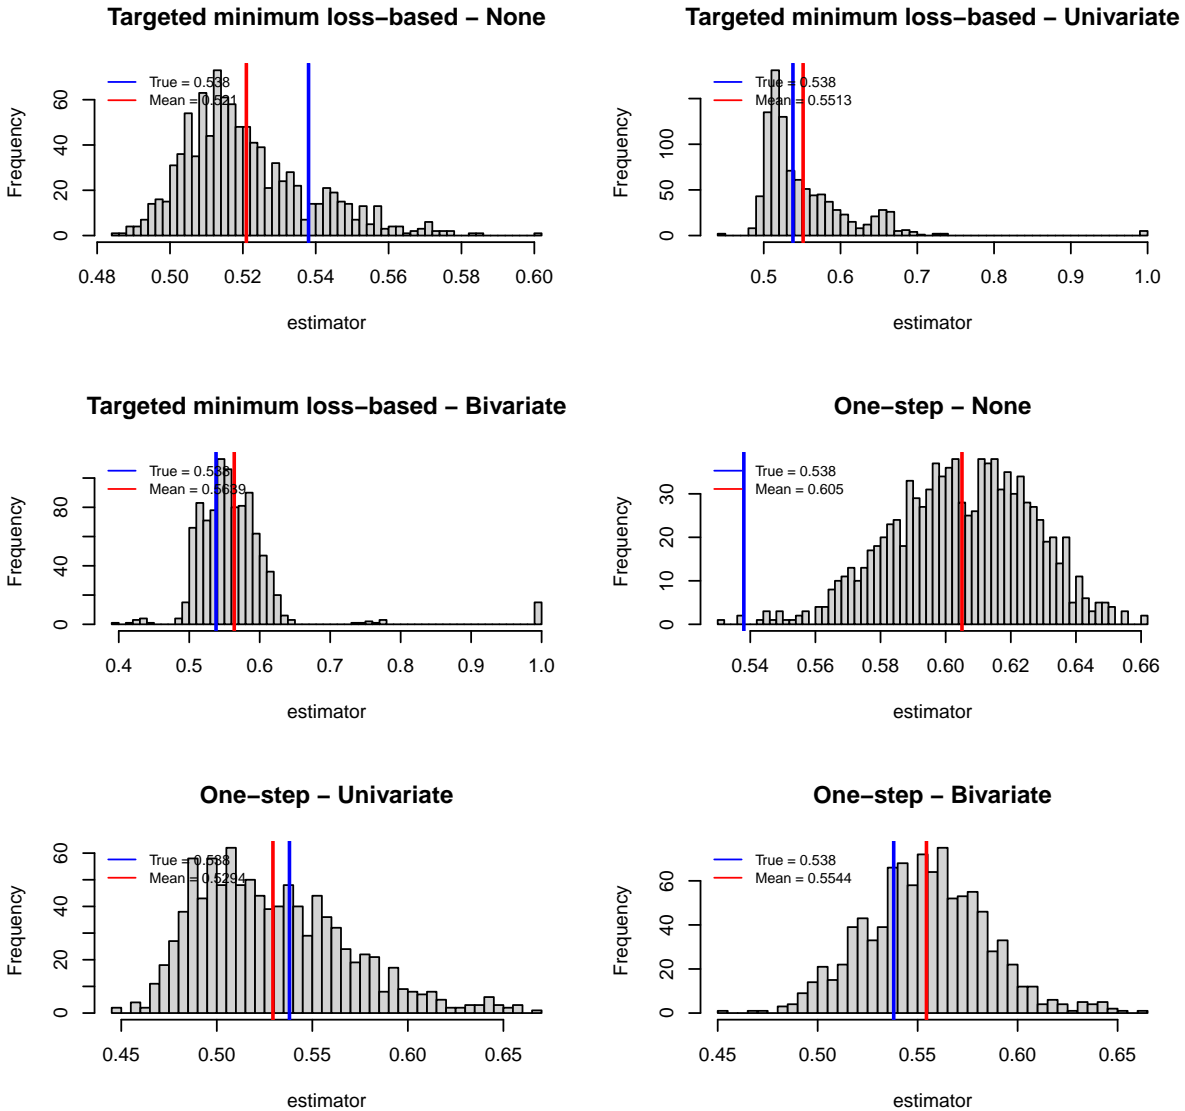 Targeted minimum loss−based − None
True = 0.538
Mean = 0.521
Frequency
0 20 40 60
0.48 0.50 0.52 0.54 0.56 0.58 0.60
estimator
Targeted minimum loss−based − Univariate
True = 0.538
Mean = 0.5513
Frequency
0 50 100
0.5 0.6 0.7 0.8 0.9 1.0
estimator
Targeted minimum loss−based − Bivariate
True = 0.538
Mean = 0.5639
Frequency
0 40 80
0.4 0.5 0.6 0.7 0.8 0.9 1.0
estimator
One−step − None
True = 0.538
Mean = 0.605
Frequency
0 10 20 30
0.54 0.56 0.58 0.60 0.62 0.64 0.66
estimator
One−step − Univariate
True = 0.538
Mean = 0.5294
Frequency
0 20 40 60
0.45 0.50 0.55 0.60 0.65
estimator
One−step − Bivariate
True = 0.538
Mean = 0.5544
Frequency
0 20 40 60
0.45 0.50 0.55 0.60 0.65
estimator